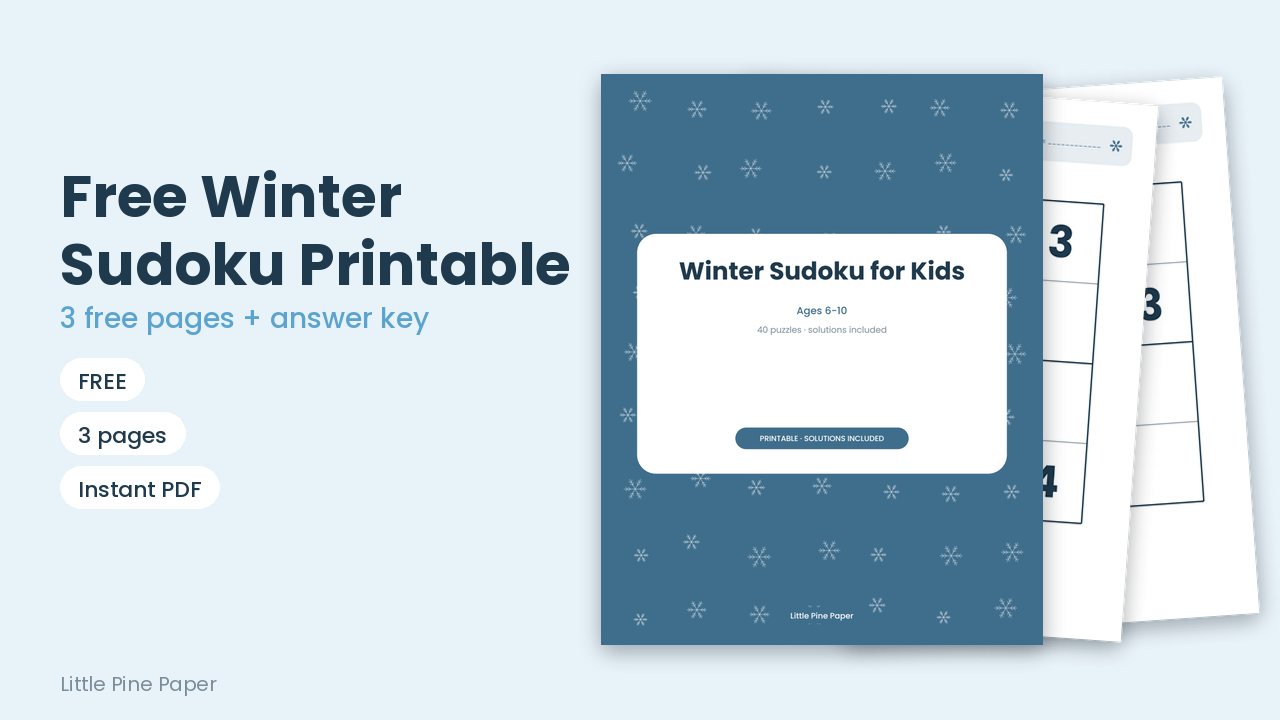 Free Winter
Sudoku Printable
3 free pages + answer key
FREE
3 pages
Instant PDF
Little Pine Paper
Winter Sudoku for Kids
Ages 6-10
40 puzzles · solutions included
PRINTABLE · SOLUTIONS INCLUDED
Little Pine Paper
3
4
3